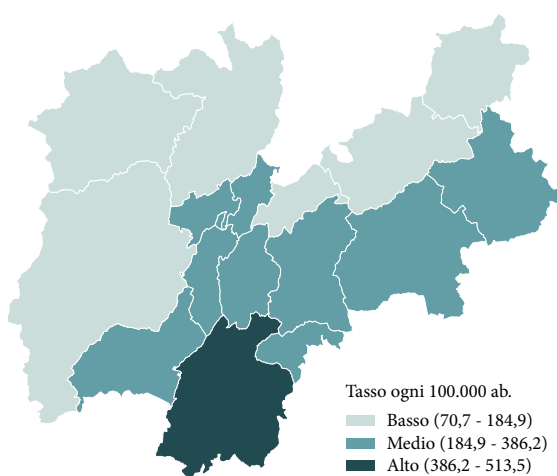 Tasso ogni 100.000 ab.
Basso (70,7 - 184,9)
Medio (184,9 - 386,2)
Alto (386,2 - 513,5)